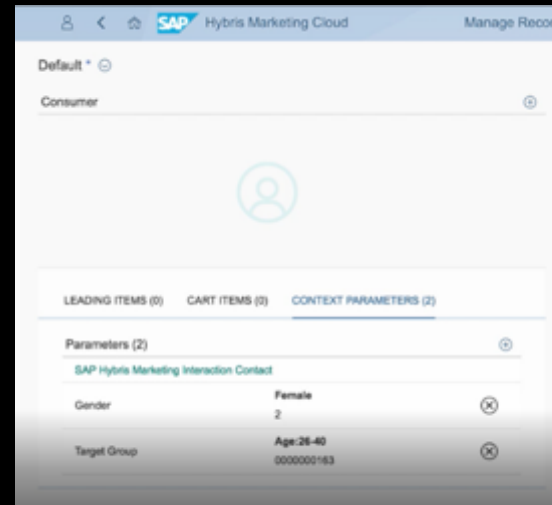 SAP Hybris Marketing Cloud Manage Reco
Default *
Consumer
LEADING ITEMS (0) CART ITEMS (0) CONTEXT PARAMETERS (2)
Parameters (2)
SAP Hybris Marketing Interaction Contact
Gender Female
2
Target Group Age:26-40
0000000163